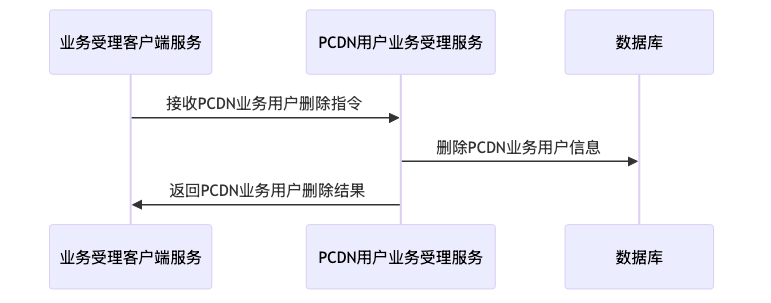 业务受理客户端服务
PCDN用户业务受理服务
数据库
接收PCDN业务用户删除指令
删除PCDN业务用户信息
返回PCDN业务用户删除结果
业务受理客户端服务
PCDN用户业务受理服务
数据库